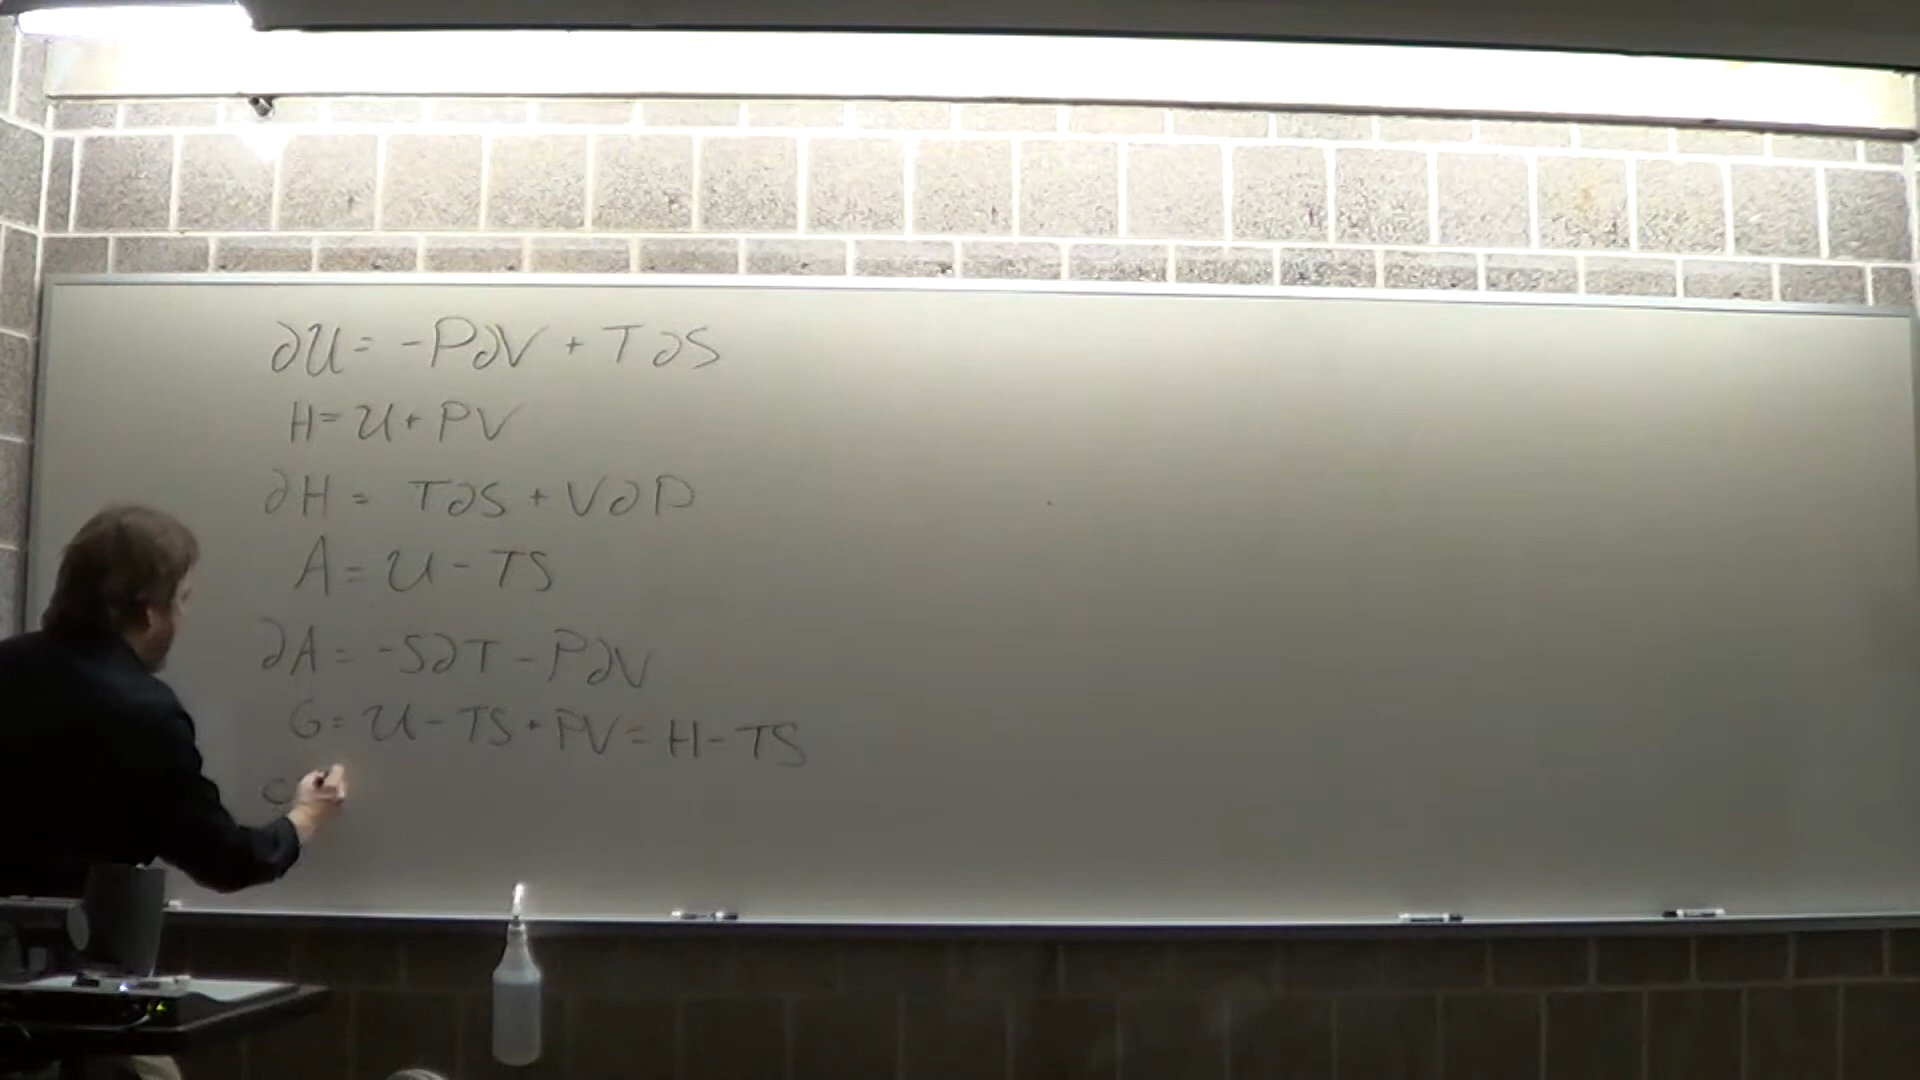 ∂U = -P∂V + T∂S
H = U + PV
∂H = T∂S + V∂P
A = U - TS
∂A = -S∂T - P∂V
G = U - TS + PV = H - TS